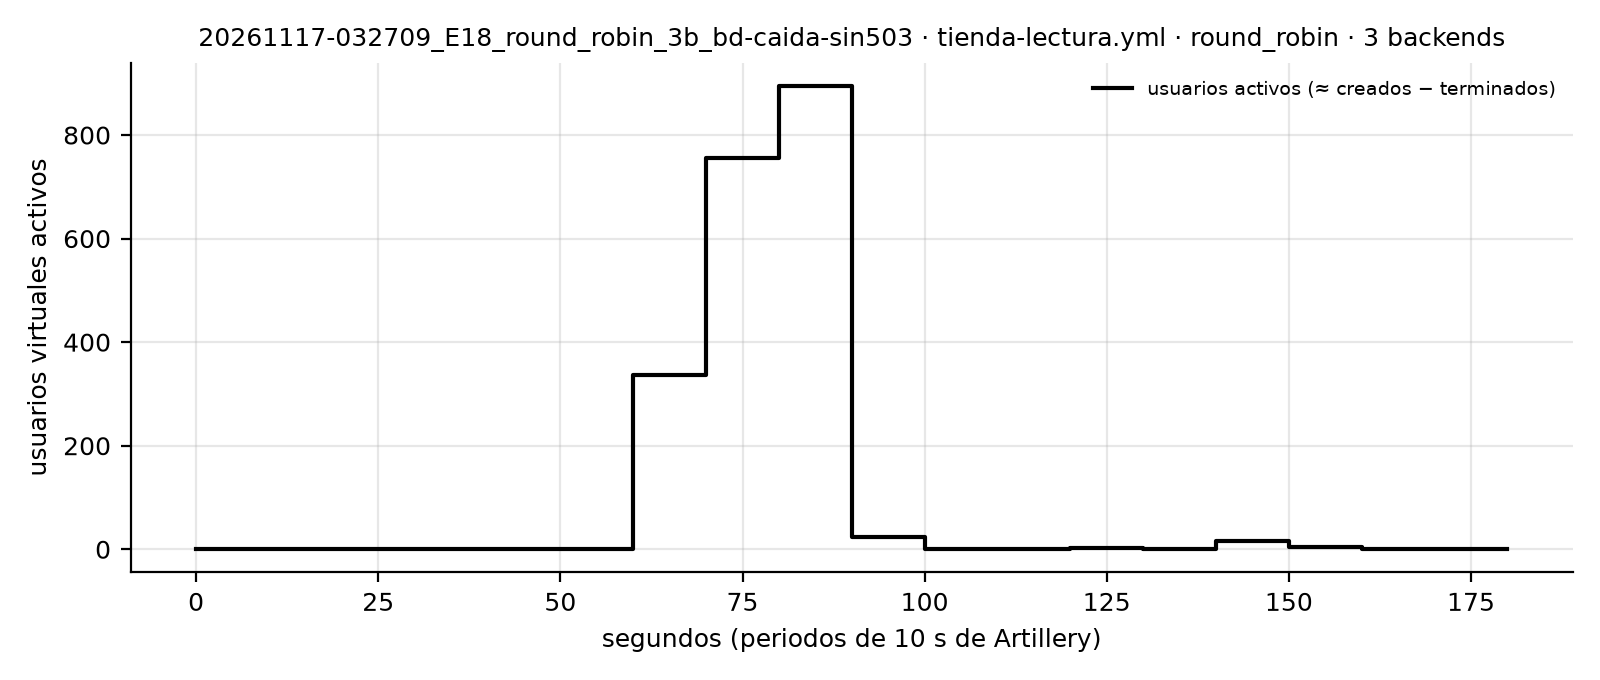 20261117-032709_E18_round_robin_3b_bd-caida-sin503 · tienda-lectura.yml · round_robin · 3 backends
usuarios activos (≈ creados − terminados)
usuarios virtuales activos
800
600
400
200
0
0 25 50 75 100 125 150 175
segundos (periodos de 10 s de Artillery)